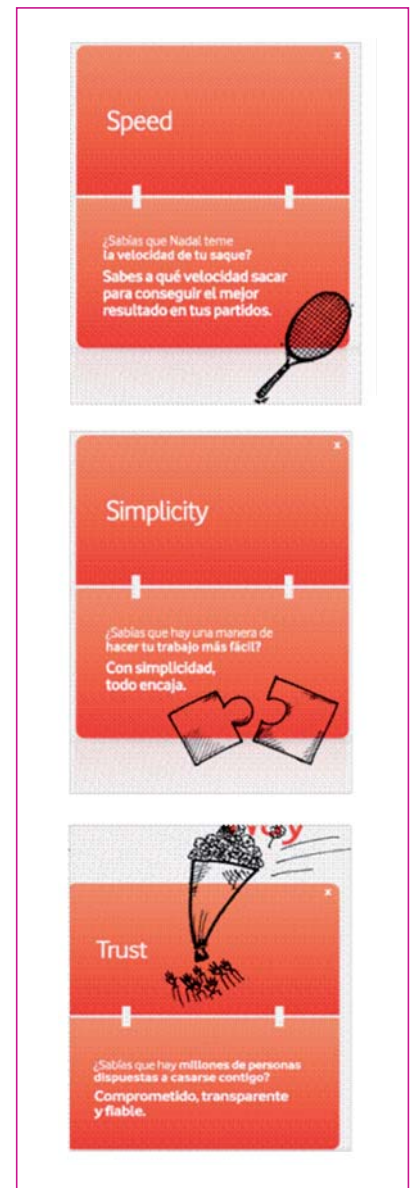 x
Speed
¿Sabías que Nadal teme
la velocidad de tu saque?
Sabes a qué velocidad sacar
para conseguir el mejor
resultado en tus partidos.
x
Simplicity
¿Sabías que hay una manera de
hacer tu trabajo más fácil?
Con simplicidad,
todo encaja.
Way
x
Trust
¿Sabías que hay millones de personas
dispuestas a casarse contigo?
Comprometido, transparente
y fiable.